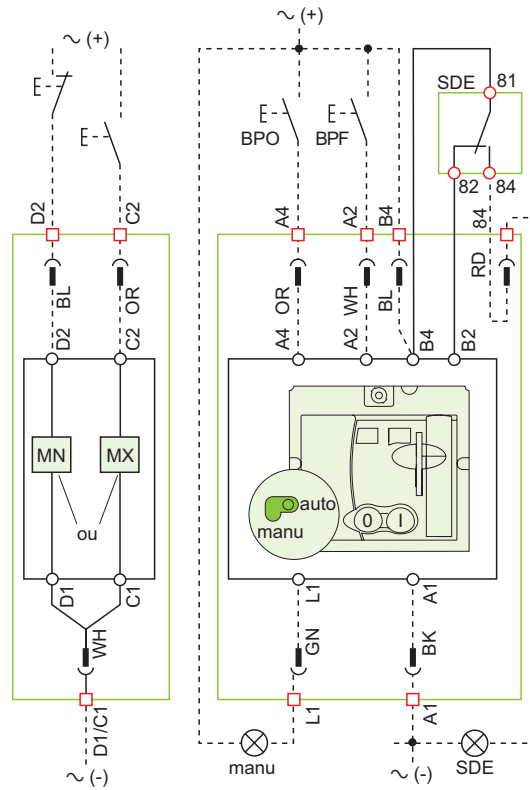 ~ (+)
~ (+)
BPO
BPF
SDE
81
82
84
D2
C2
A4
A2
B4
84
BL
OR
OR
WH
BL
RD
D2
C2
A4
A2
B4
B2
MN
MX
ou
auto
manu
0
I
D1
C1
L1
A1
WH
GN
BK
D1/C1
L1
A1
manu
SDE
~ (-)
~ (-)